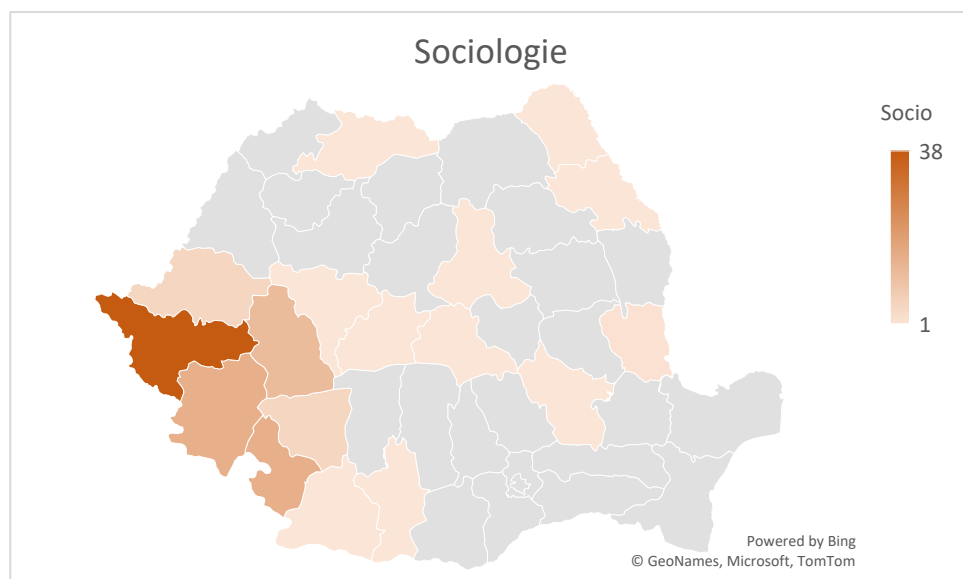 Sociologie
Socio
38
1
Powered by Bing
© GeoNames, Microsoft, TomTom